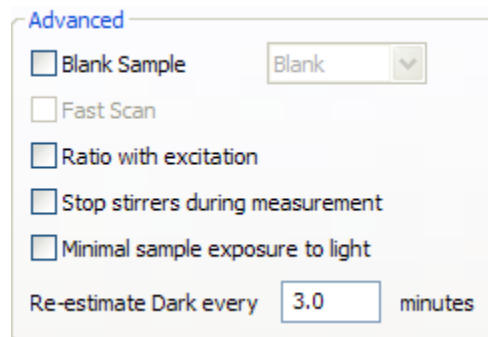 Advanced
Blank Sample Blank
Fast Scan
Ratio with excitation
Stop stirrers during measurement
Minimal sample exposure to light
Re-estimate Dark every 3.0 minutes